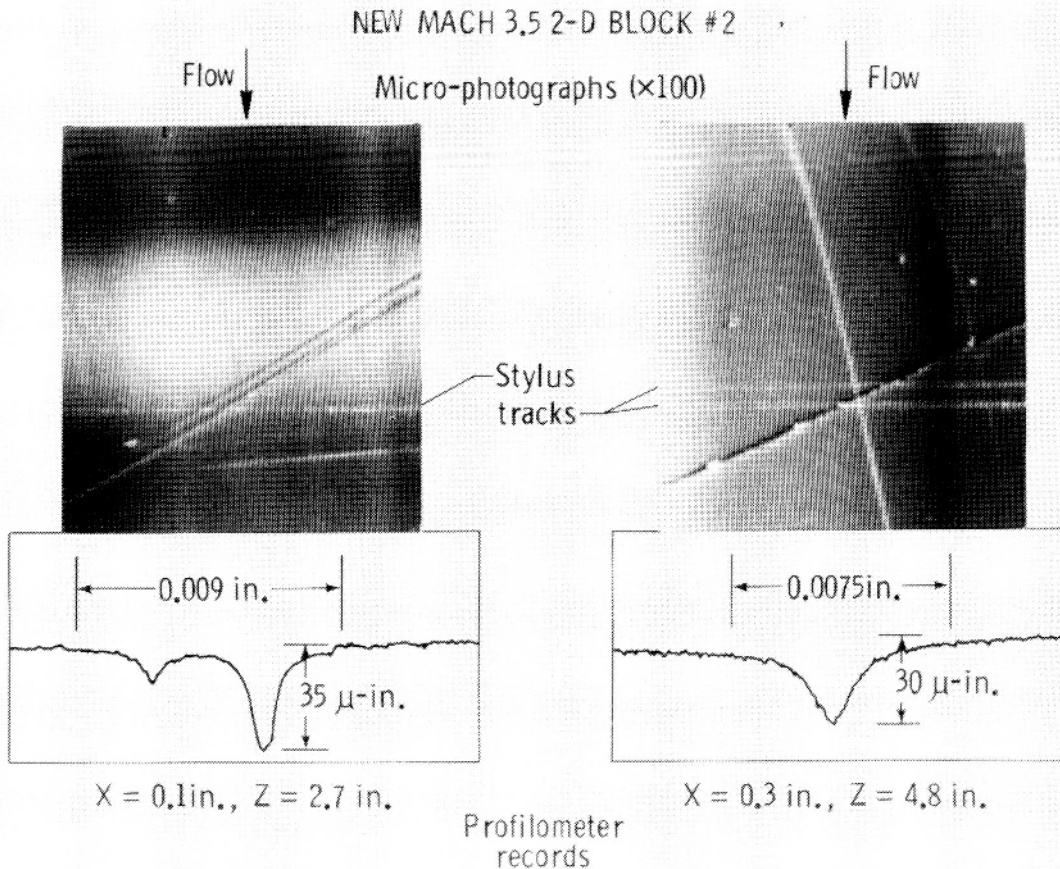 NEW MACH 3.5 2-D BLOCK #2
Flow
Micro-photographs (×100)
Flow
Stylus
tracks
0.009 in.
35 μ-in.
0.0075in.
30 μ-in.
X = 0.1in., Z = 2.7 in.
X = 0.3 in., Z = 4.8 in.
Profilometer
records